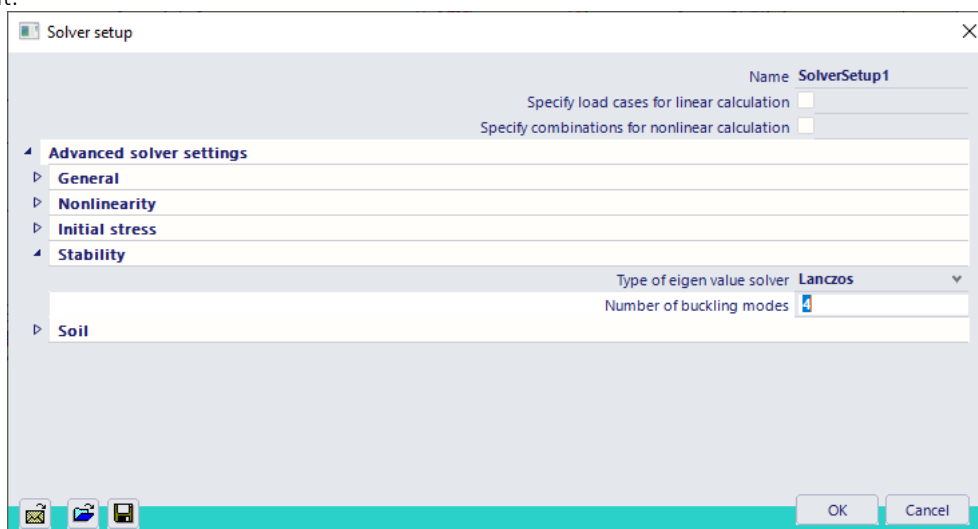 Solver setup
Name SolverSetup1
Specify load cases for linear calculation
Specify combinations for nonlinear calculation
Advanced solver settings
General
Nonlinearity
Initial stress
Stability
Type of eigen value solver Lanczos
Number of buckling modes 4
Soil
OK Cancel